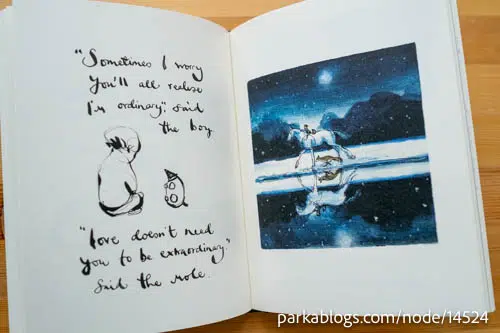 "Sometimes I worry
you'll all realise
I'm ordinary," said
the boy
"Love doesn't need
you to be extraordinary."
said the mole.
parkablogs.com/node/14524